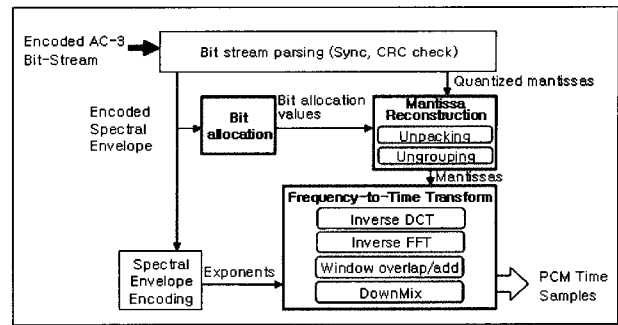 Encoded AC-3
Bit-Stream
Bit stream parsing (Sync, CRC check)
Quantized mantissas
Encoded
Spectral
Envelope
Bit
allocation
Bit allocation
values
Mantissa
Reconstruction
Unpacking
Ungrouping
Mantissas
Frequency-to-Time Transform
Inverse DCT
Inverse FFT
Window overlap/add
DownMix
Spectral
Envelope
Encoding
Exponents
PCM Time
Samples